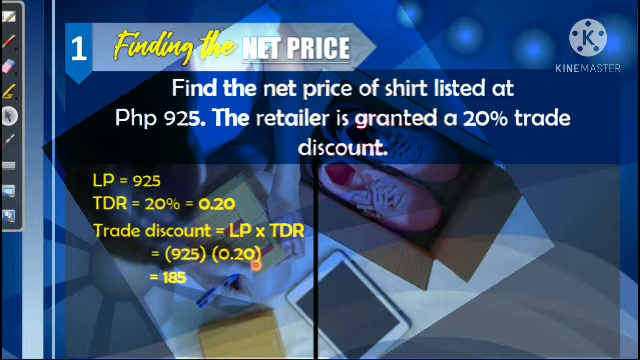 1 Finding the NET PRICE
K
KINEMASTER
Find the net price of shirt listed at
Php 925. The retailer is granted a 20% trade
discount.
LP = 925
TDR = 20% = 0.20
Trade discount = LP x TDR
= (925) (0.20)
= 185